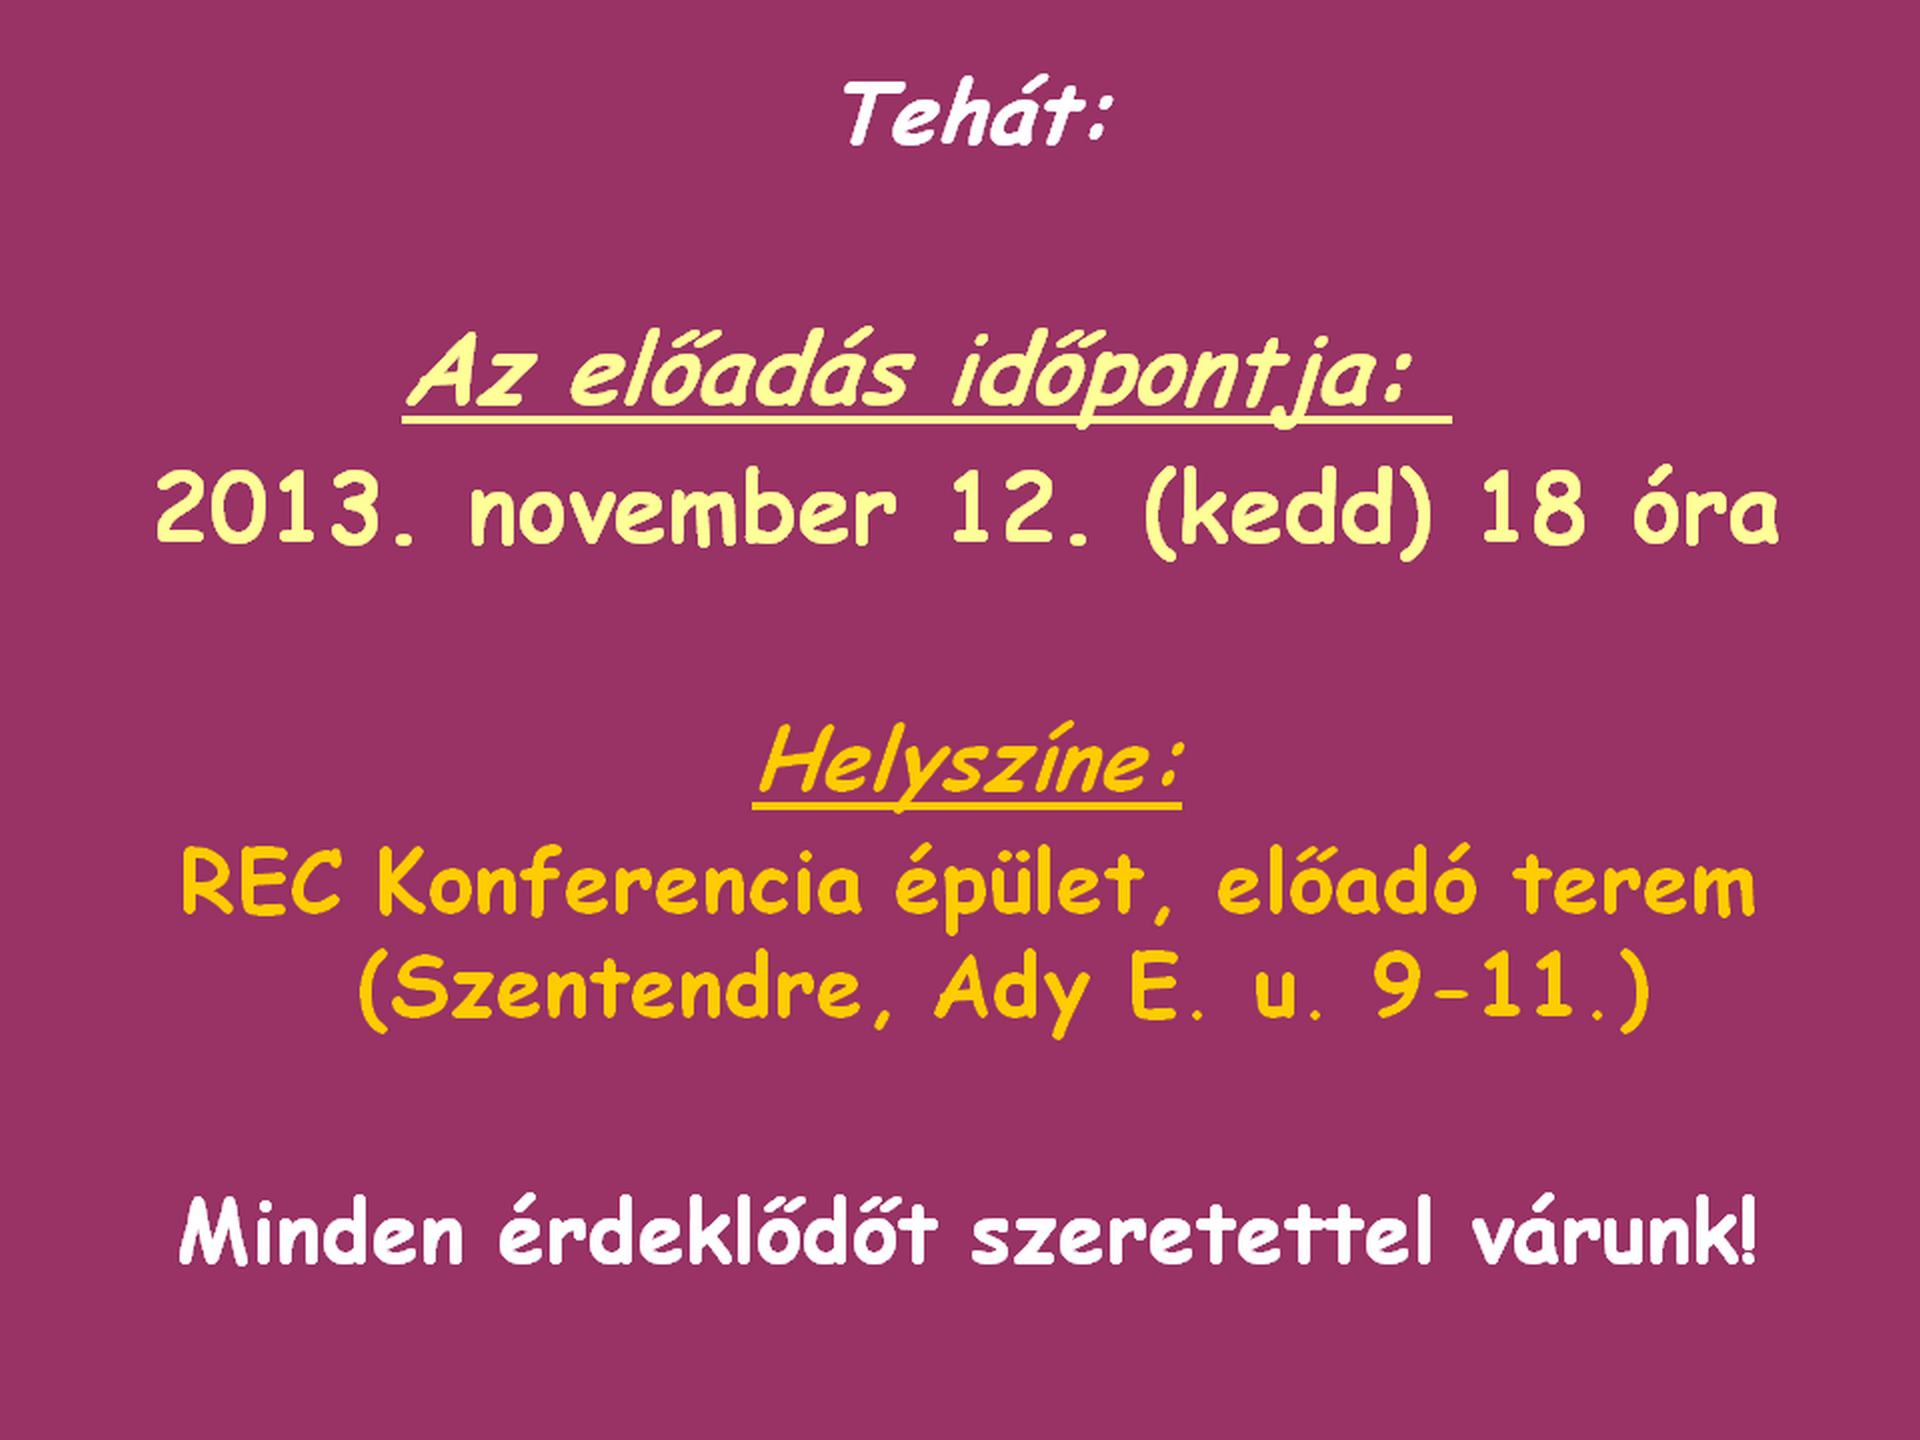 Tehát:
Az előadás időpontja:
2013. november 12. (kedd) 18 óra
Helyszíne:
REC Konferencia épület, előadó terem
(Szentendre, Ady E. u. 9-11.)
Minden érdeklődőt szeretettel várunk!